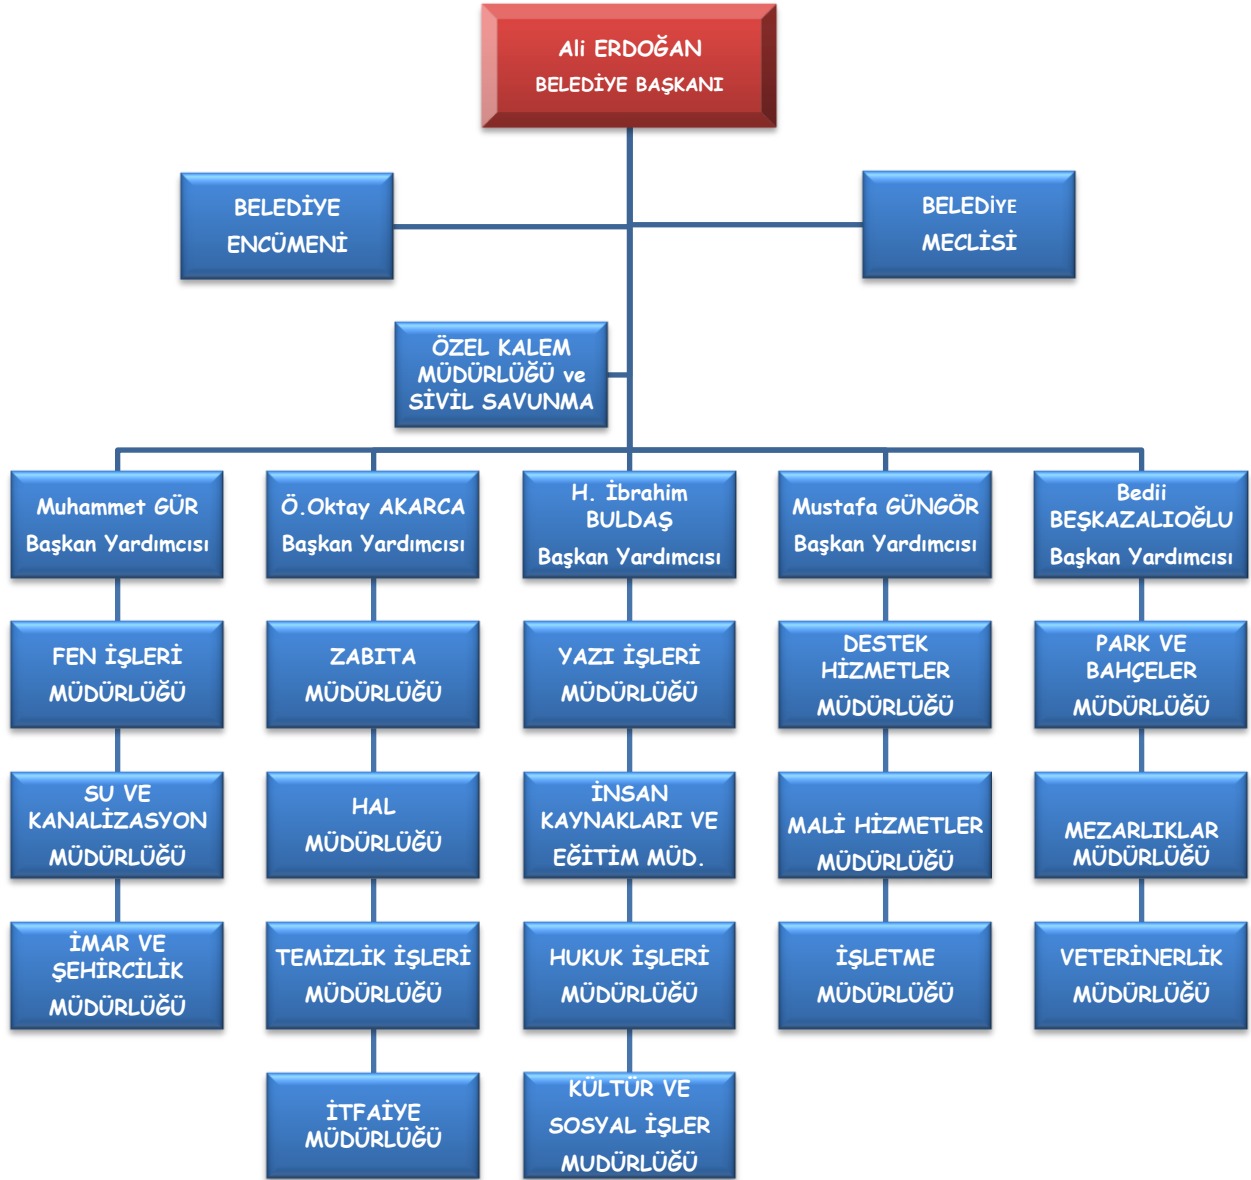 Ali ERDOĞAN
BELEDİYE BAŞKANI
BELEDİYE
ENCÜMENİ
BELEDİYE
MECLİSİ
ÖZEL KALEM
MÜDÜRLÜĞÜ ve
SİVİL SAVUNMA
Muhammet GÜR
Başkan Yardımcısı
Ö.Oktay AKARCA
Başkan Yardımcısı
H. İbrahim
BULDAŞ
Başkan Yardımcısı
Mustafa GÜNGÖR
Başkan Yardımcısı
Bedii
BEŞKAZALIOĞLU
Başkan Yardımcısı
FEN İŞLERİ
MÜDÜRLÜĞÜ
ZABITA
MÜDÜRLÜĞÜ
YAZI İŞLERİ
MÜDÜRLÜĞÜ
DESTEK
HİZMETLER
MÜDÜRLÜĞÜ
PARK VE
BAHÇELER
MÜDÜRLÜĞÜ
SU VE
KANALİZASYON
MÜDÜRLÜĞÜ
HAL
MÜDÜRLÜĞÜ
İNSAN
KAYNAKLARI VE
EĞİTİM MÜD.
MALİ HİZMETLER
MÜDÜRLÜĞÜ
MEZARLIKLAR
MÜDÜRLÜĞÜ
İMAR VE
ŞEHİRCİLİK
MÜDÜRLÜĞÜ
TEMİZLİK İŞLERİ
MÜDÜRLÜĞÜ
HUKUK İŞLERİ
MÜDÜRLÜĞÜ
İŞLETME
MÜDÜRLÜĞÜ
VETERİNERLİK
MÜDÜRLÜĞÜ
İTFAİYE
MÜDÜRLÜĞÜ
KÜLTÜR VE
SOSYAL İŞLER
MUDÜRLÜĞÜ